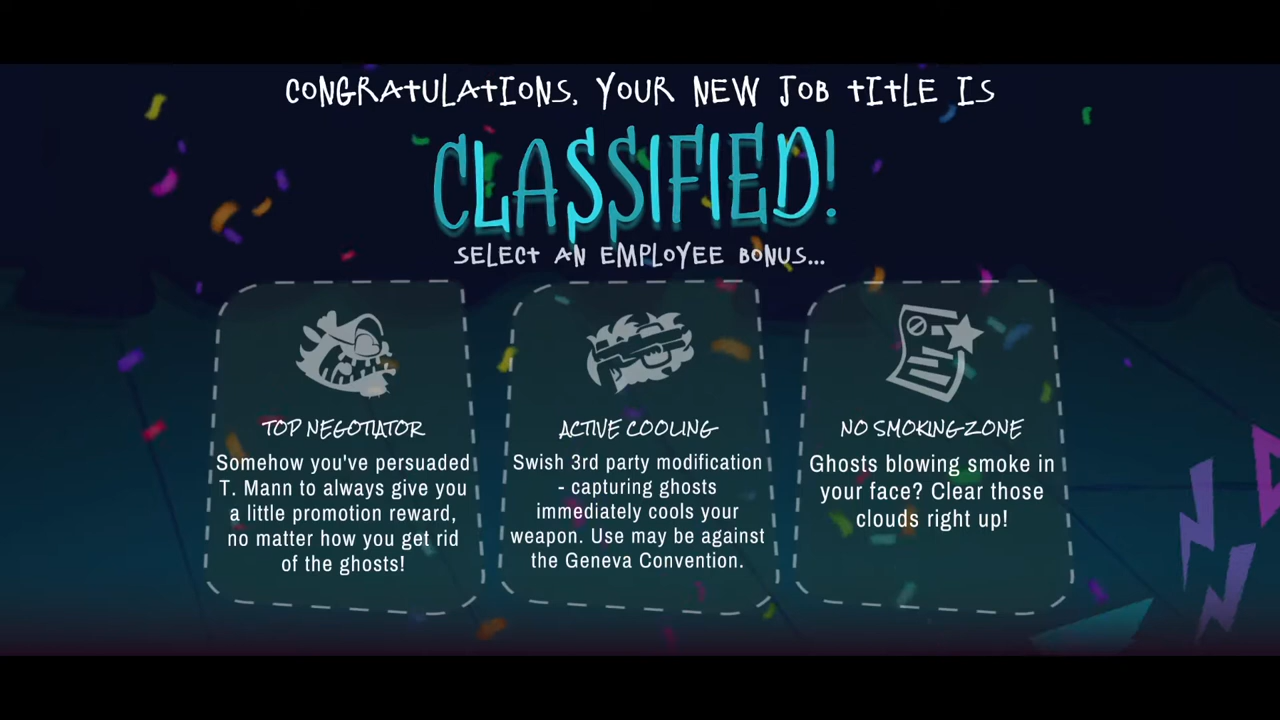 CONGRATULATIONS, YOUR NEW JOB TITLE IS
CLASSIFIED!
SELECT AN EMPLOYEE BONUS...
TOP NEGOTIATOR
Somehow you've persuaded
T. Mann to always give you
a little promotion reward,
no matter how you get rid
of the ghosts!
ACTIVE COOLING
Swish 3rd party modification
- capturing ghosts
immediately cools your
weapon. Use may be against
the Geneva Convention.
NO SMOKING ZONE
Ghosts blowing smoke in
your face? Clear those
clouds right up!